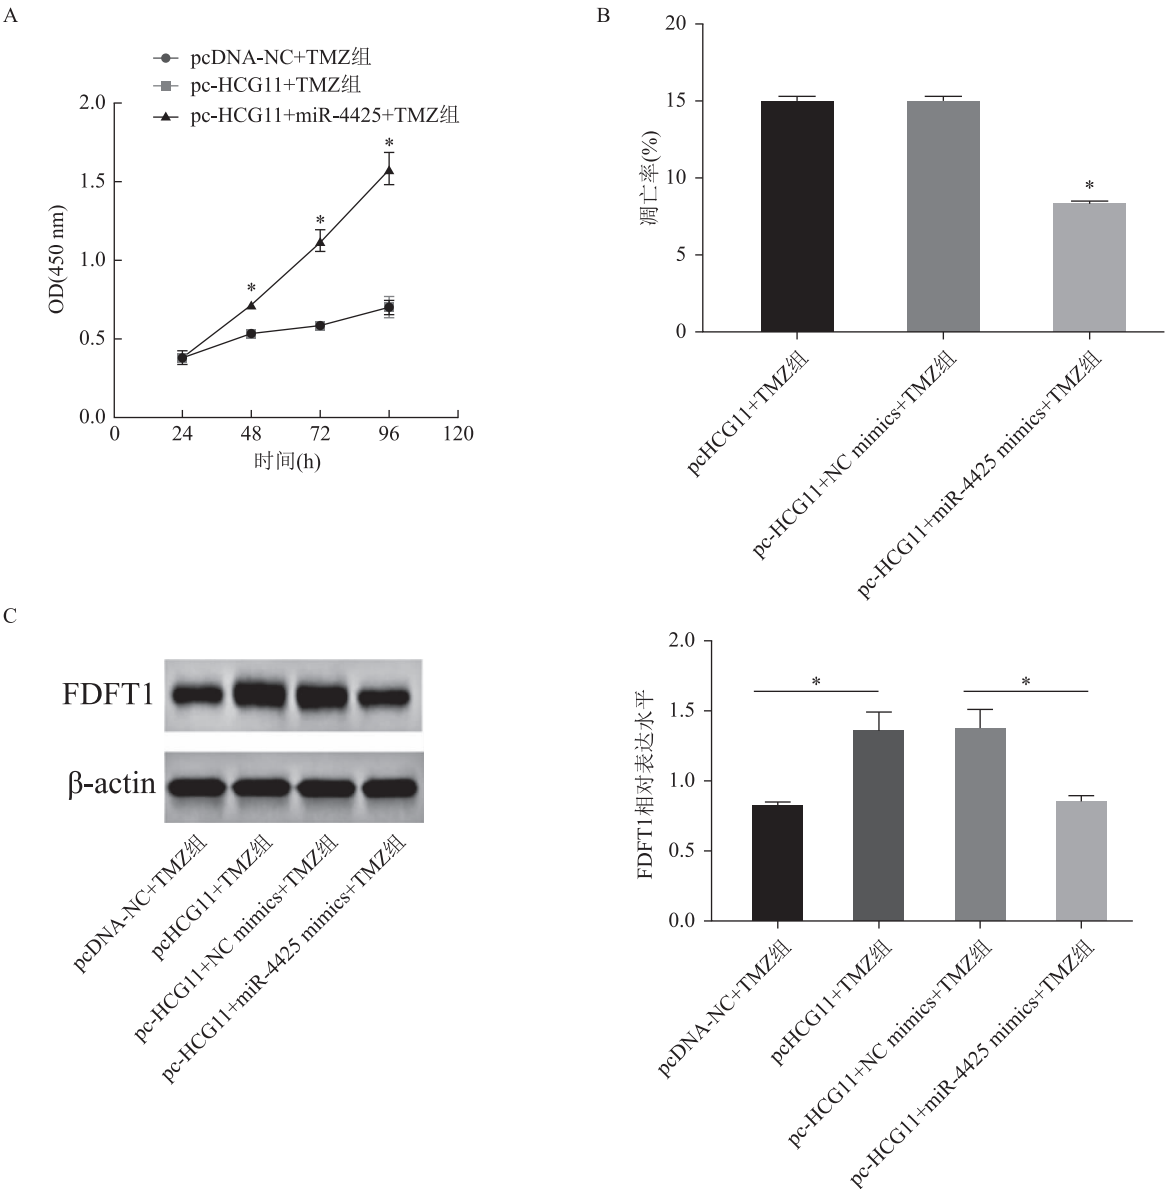 A
pcDNA-NC+TMZ组
pc-HCG11+TMZ组
pc-HCG11+miR-4425+TMZ组
2.0
1.5
1.0
0.5
0.0
OD(450 nm)
*
*
*
0
24
48
72
96
120
时间(h)
B
20
15
10
5
0
凋亡率(%)
*
pcHCG11+TMZ组
pc-HCG11+NC mimics+TMZ组
pc-HCG11+miR-4425 mimics+TMZ组
C
FDFT1
β-actin
pcDNA-NC+TMZ组
pcHCG11+TMZ组
pc-HCG11+NC mimics+TMZ组
pc-HCG11+miR-4425 mimics+TMZ组
2.0
1.5
1.0
0.5
0.0
FDFT1相对表达水平
*
*
pcDNA-NC+TMZ组
pcHCG11+TMZ组
pc-HCG11+NC mimics+TMZ组
pc-HCG11+miR-4425 mimics+TMZ组